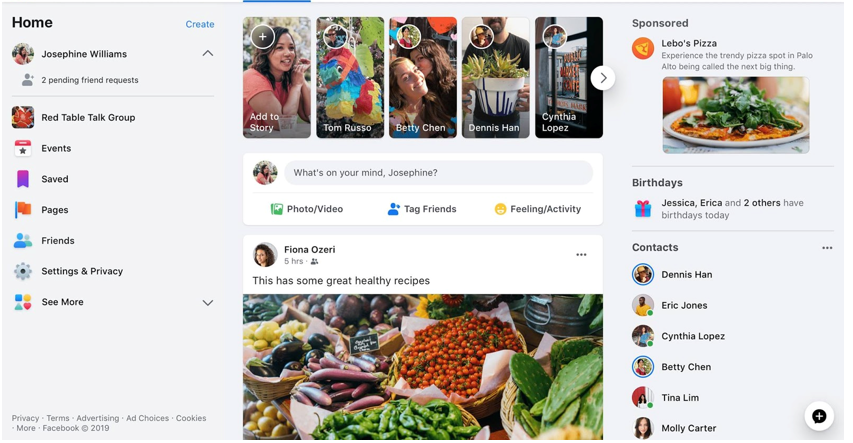 Home
Create
Josephine Williams
2 pending friend requests
Red Table Talk Group
Events
Saved
Pages
Friends
Settings & Privacy
See More
Privacy · Terms · Advertising · Ad Choices · Cookies
· More · Facebook © 2019
Add to
Story
Tom Russo
Betty Chen
Dennis Han
Cynthia
Lopez
What's on your mind, Josephine?
Photo/Video
Tag Friends
Feeling/Activity
Fiona Ozeri
5 hrs ·
This has some great healthy recipes
Sponsored
Lebo's Pizza
Experience the trendy pizza spot in Palo
Alto being called the next big thing.
Birthdays
Jessica, Erica and 2 others have
birthdays today
Contacts
Dennis Han
Eric Jones
Cynthia Lopez
Betty Chen
Tina Lim
Molly Carter